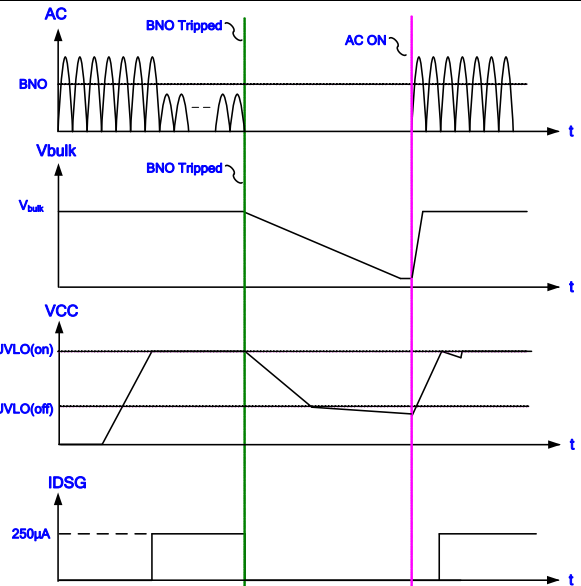 AC
BNO Tripped
AC ON
BNO
t
Vbulk
BNO Tripped
Vbulk
t
VCC
UVLO(on)
UVLO(off)
t
IDSG
250µA
t